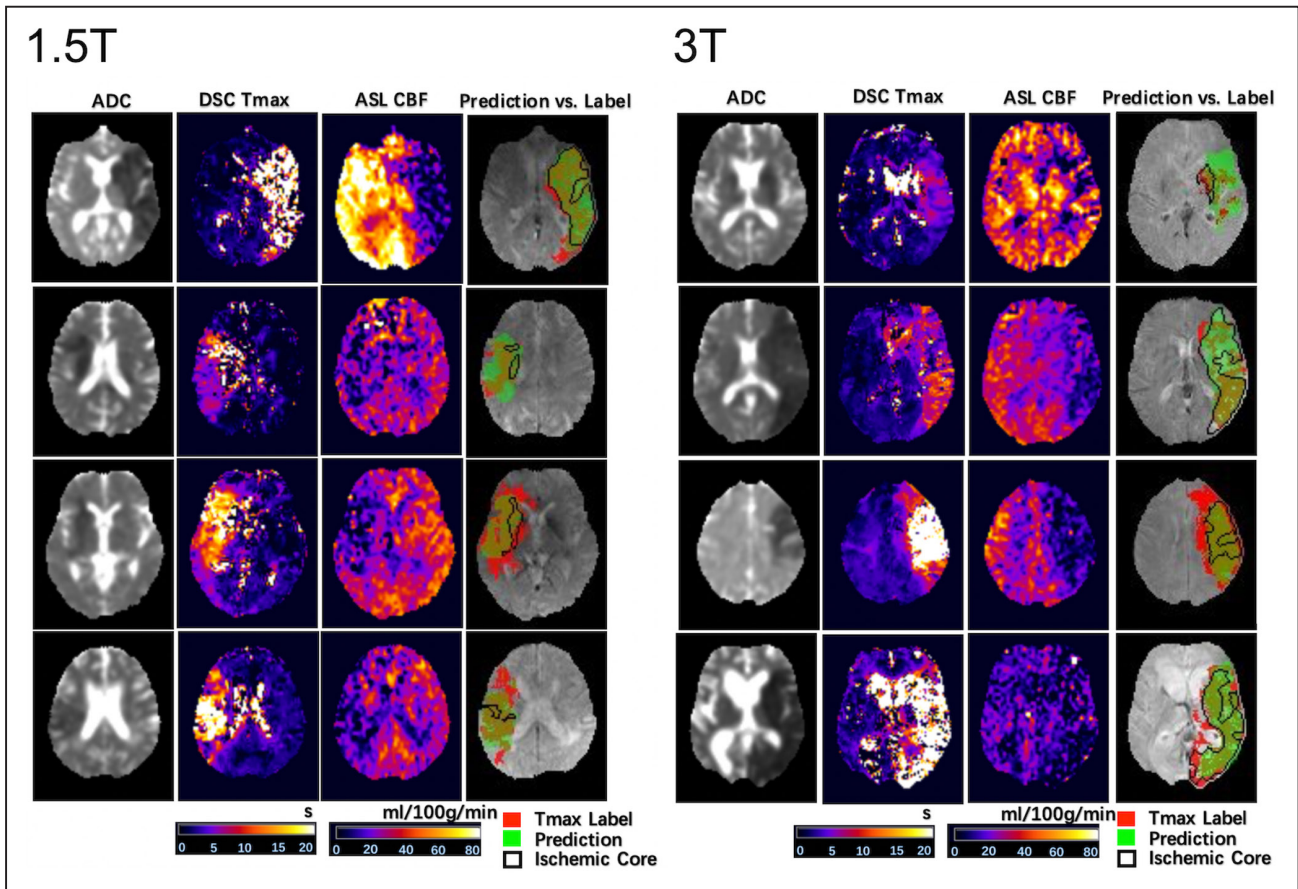 1.5T
ADC DSC Tmax ASL CBF Prediction vs. Label
s
0 5 10 15 20
ml/100g/min
0 20 40 60 80
Tmax Label
Prediction
Ischemic Core
3T
ADC DSC Tmax ASL CBF Prediction vs. Label
s
0 5 10 15 20
ml/100g/min
0 20 40 60 80
Tmax Label
Prediction
Ischemic Core